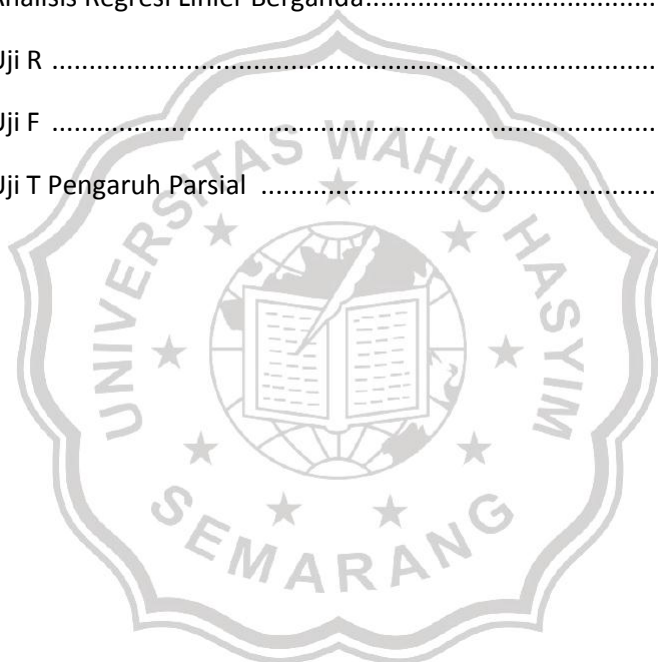 Analisis Regresi Linier Berganda....................................................
Uji R ..................................................................................................
Uji F ..................................................................................................
Uji T Pengaruh Parsial .....................................................................
UNIVERSITAS WAHID HASYIM
SEMARANG